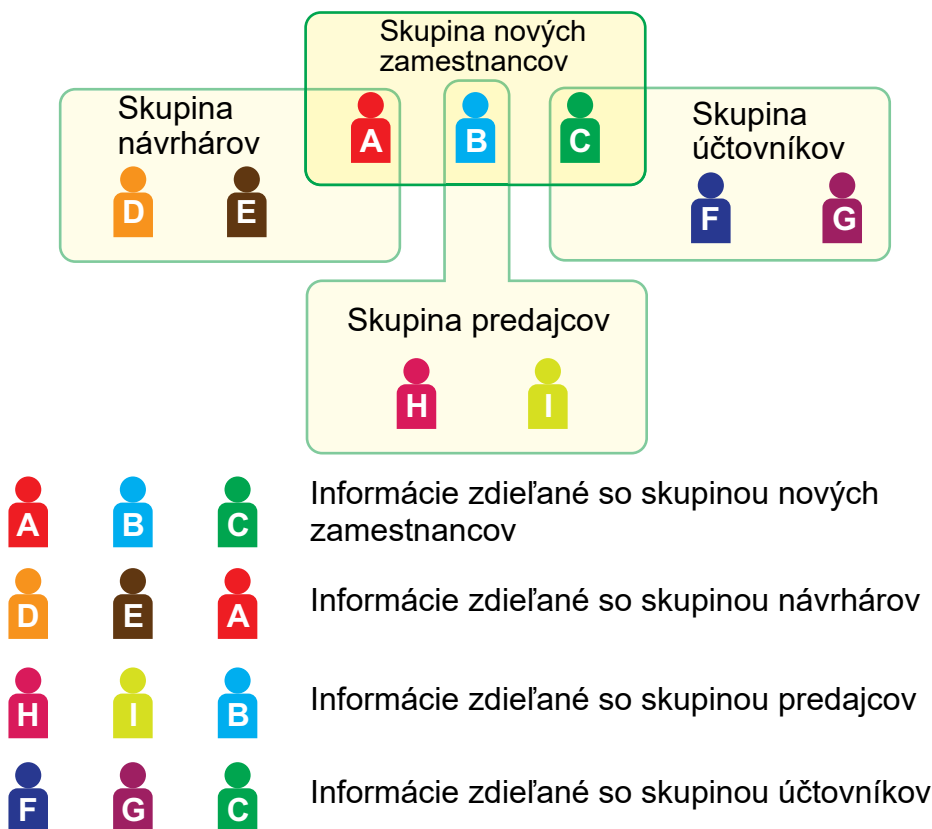 Skupina nových
zamestnancov
Skupina
návrhárov
A
B
C
Skupina
účtovníkov
D
E
F
G
Skupina predajcov
H
I
A B C Informácie zdieľané so skupinou nových
zamestnancov
D E A Informácie zdieľané so skupinou návrhárov
H I B Informácie zdieľané so skupinou predajcov
F G C Informácie zdieľané so skupinou účtovníkov